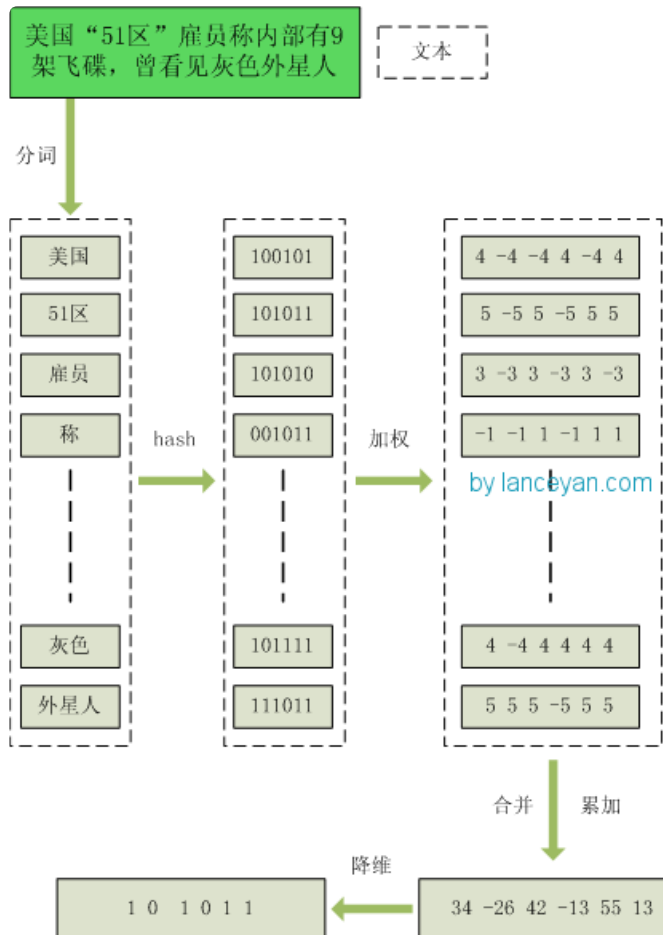 美国“51区”雇员称内部有9
架飞碟，曾看见灰色外星人
文本
分词
美国
51区
雇员
称
灰色
外星人
hash
100101
101011
101010
001011
101111
111011
加权
4 -4 -4 4 -4 4
5 -5 5 -5 5 5
3 -3 3 -3 3 -3
-1 -1 1 -1 1 1
by lanceyan.com
4 -4 4 4 4 4
5 5 5 -5 5 5
合并 累加
降维
1 0 1 0 1 1
34 -26 42 -13 55 13